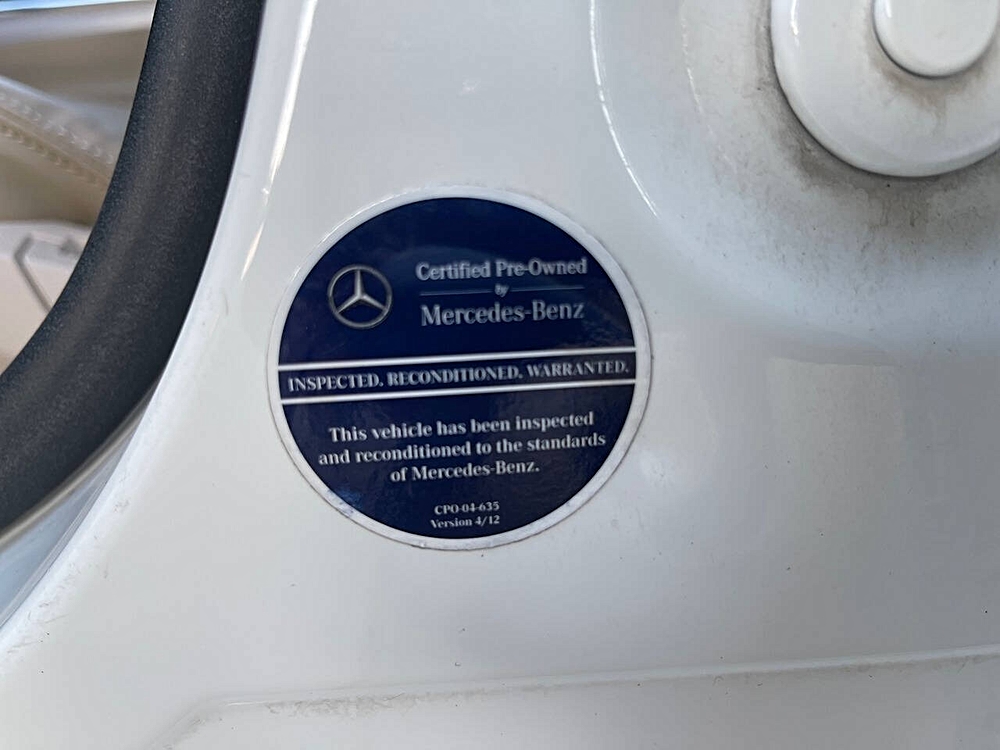 Certified Pre-Owned
by
Mercedes-Benz
INSPECTED. RECONDITIONED. WARRANTED.
This vehicle has been inspected
and reconditioned to the standards
of Mercedes-Benz.
CPO-04-635
Version 4/12